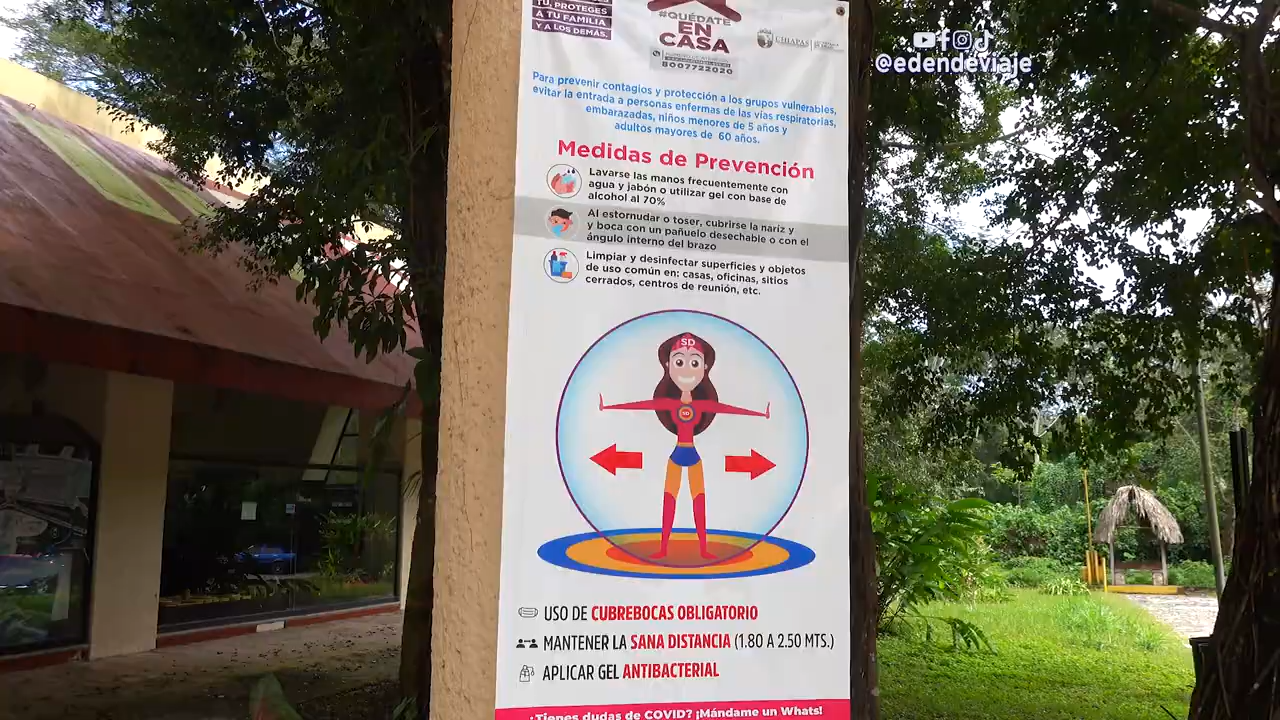 TÚ, PROTEGES
A TU FAMILIA
Y A LOS DEMÁS.
#QUÉDATE
EN
CASA
8007722020
CHIAPAS
@edendeviaje
Para prevenir contagios y protección a los grupos vulnerables,
evitar la entrada a personas enfermas de las vías respiratorias,
embarazadas, niños menores de 5 años y
adultos mayores de 60 años.
Medidas de Prevención
Lavarse las manos frecuentemente con
agua y jabón o utilizar gel con base de
alcohol al 70%
Al estornudar o toser, cubrirse la nariz y
y boca con un pañuelo desechable o con el
ángulo interno del brazo
Limpiar y desinfectar superficies y objetos
de uso común en: casas, oficinas, sitios
cerrados, centros de reunión, etc.
SD
SD
USO DE CUBREBOCAS OBLIGATORIO
MANTENER LA SANA DISTANCIA (1.80 A 2.50 MTS.)
APLICAR GEL ANTIBACTERIAL
¿Tienes dudas de COVID? ¡Mándame un Whats!